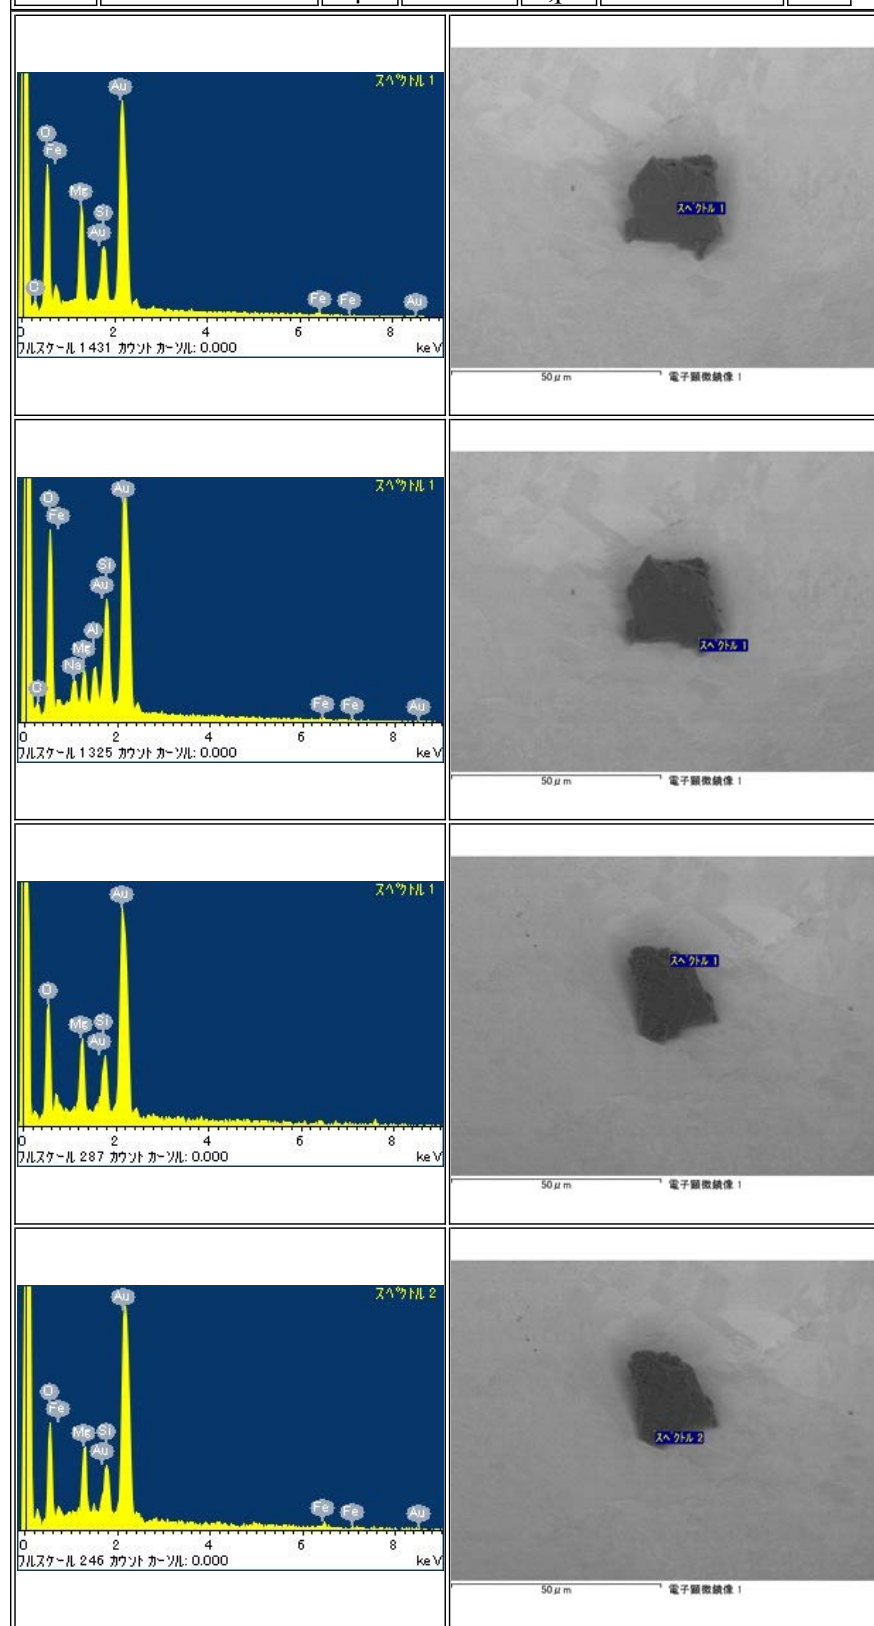 スペクトル 1
Au
O
Fe
Mg
Si
Au
C
Fe
Fe
Au
0 2 4 6 8
フルスケール 1431 カウント カーソル: 0.000 keV
スペクトル 1
50μm 電子顕微鏡像 1
スペクトル 1
Au
O
Fe
Si
Au
Al
Mg
Na
C
Fe
Fe
Au
0 2 4 6 8
フルスケール 1325 カウント カーソル: 0.000 keV
スペクトル 1
50μm 電子顕微鏡像 1
スペクトル 1
Au
O
Mg
Si
Au
0 2 4 6 8
フルスケール 287 カウント カーソル: 0.000 keV
スペクトル 1
50μm 電子顕微鏡像 1
スペクトル 2
Au
O
Fe
Mg
Si
Au
Fe
Fe
Au
0 2 4 6 8
フルスケール 246 カウント カーソル: 0.000 keV
スペクトル 2
50μm 電子顕微鏡像 1